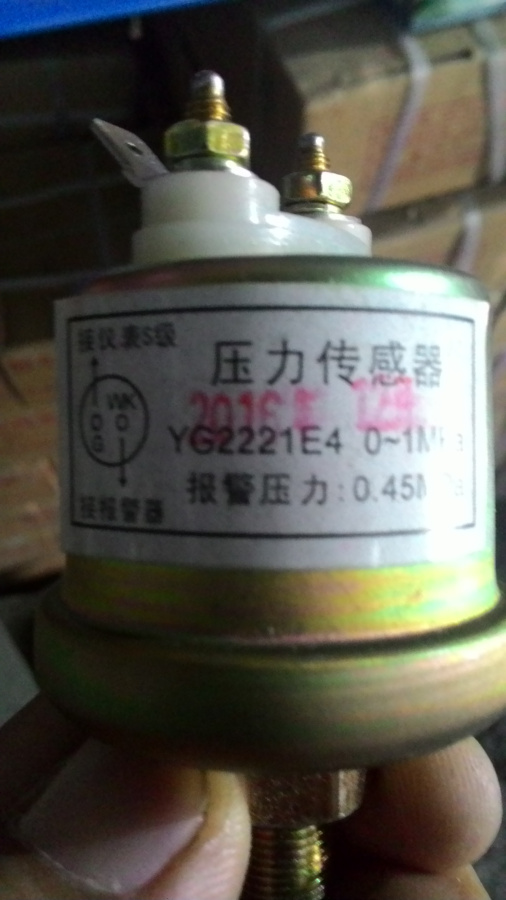 接仪表S级
压力传感器
WK
G
YG2221E4 0~1MPa
报警压力:0.45MPa
接报警器